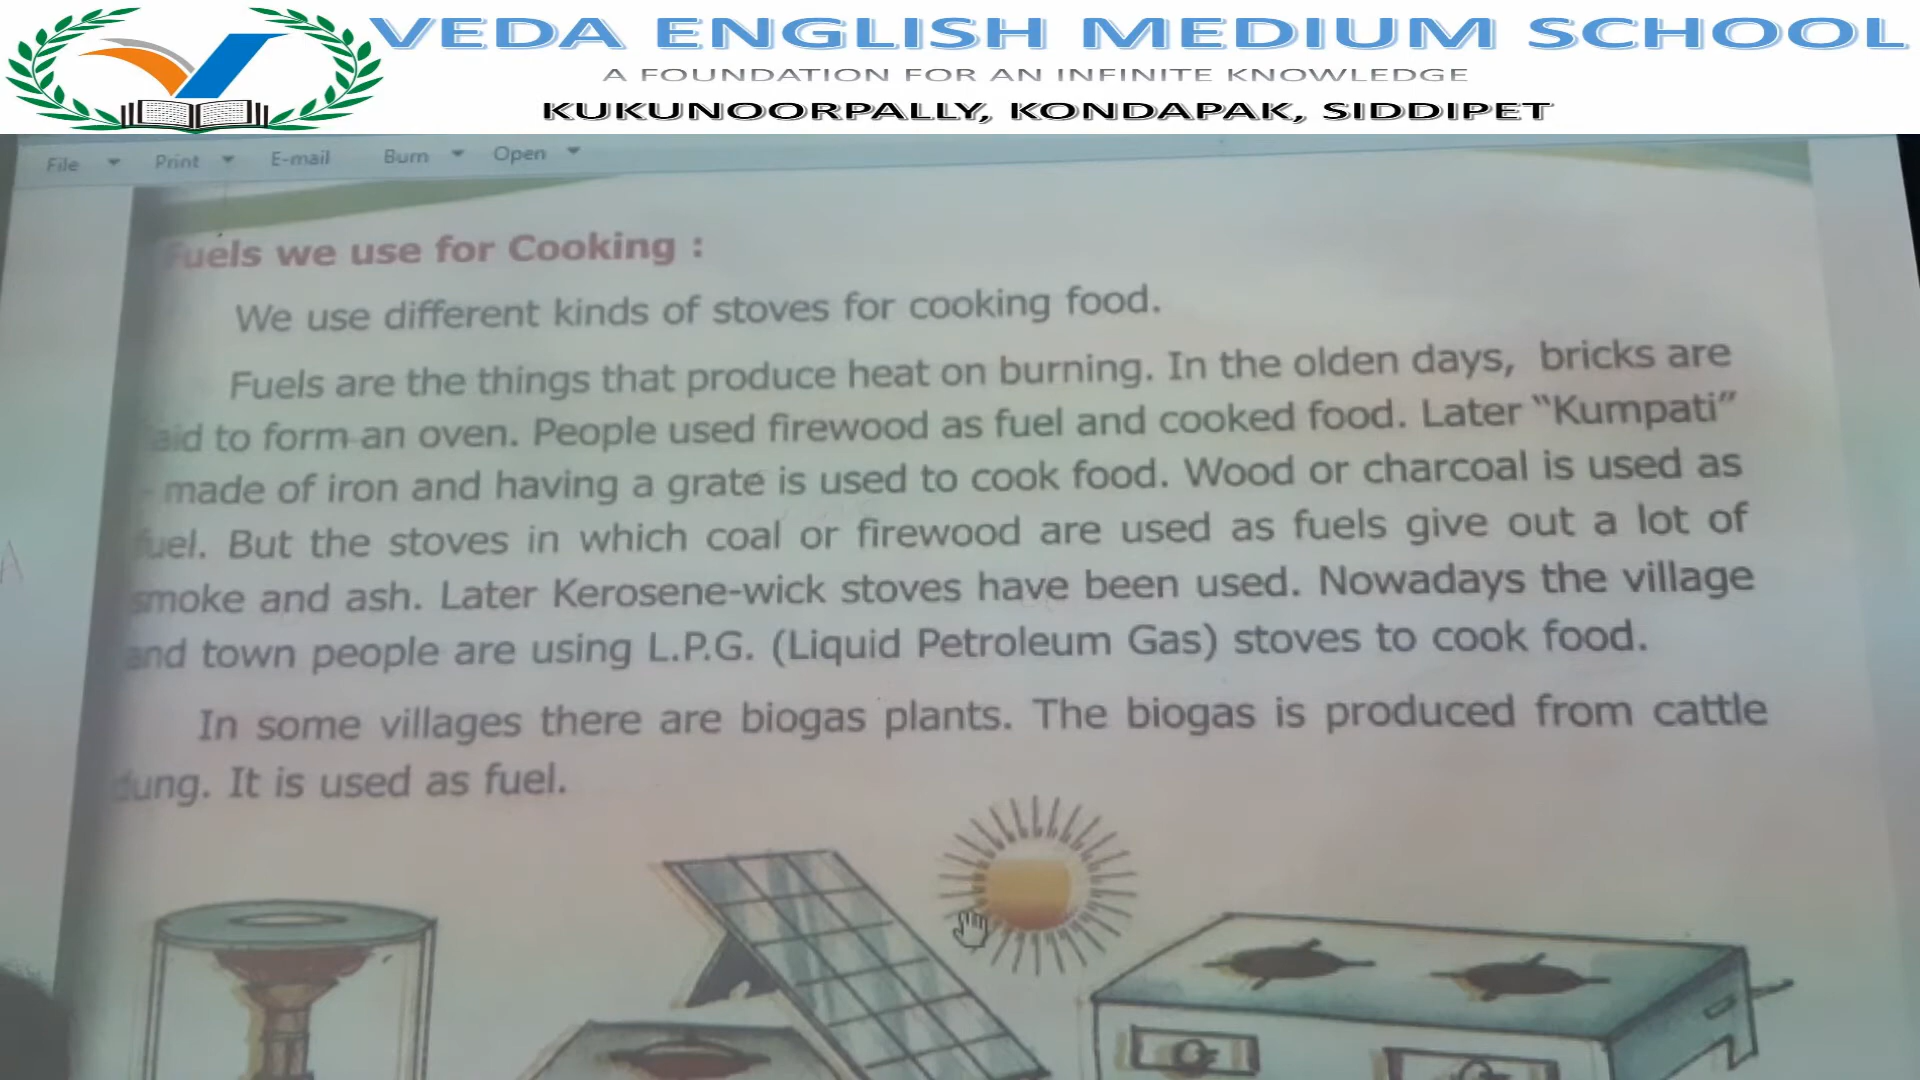 VEDA ENGLISH MEDIUM SCHOOL
A FOUNDATION FOR AN INFINITE KNOWLEDGE
KUKUNOORPALLY, KONDAPAK, SIDDIPET
File Print E-mail Burn Open
Fuels we use for Cooking :
We use different kinds of stoves for cooking food.
Fuels are the things that produce heat on burning. In the olden days, bricks are
laid to form an oven. People used firewood as fuel and cooked food. Later “Kumpati”
- made of iron and having a grate is used to cook food. Wood or charcoal is used as
fuel. But the stoves in which coal or firewood are used as fuels give out a lot of
smoke and ash. Later Kerosene-wick stoves have been used. Nowadays the village
and town people are using L.P.G. (Liquid Petroleum Gas) stoves to cook food.
In some villages there are biogas plants. The biogas is produced from cattle
dung. It is used as fuel.